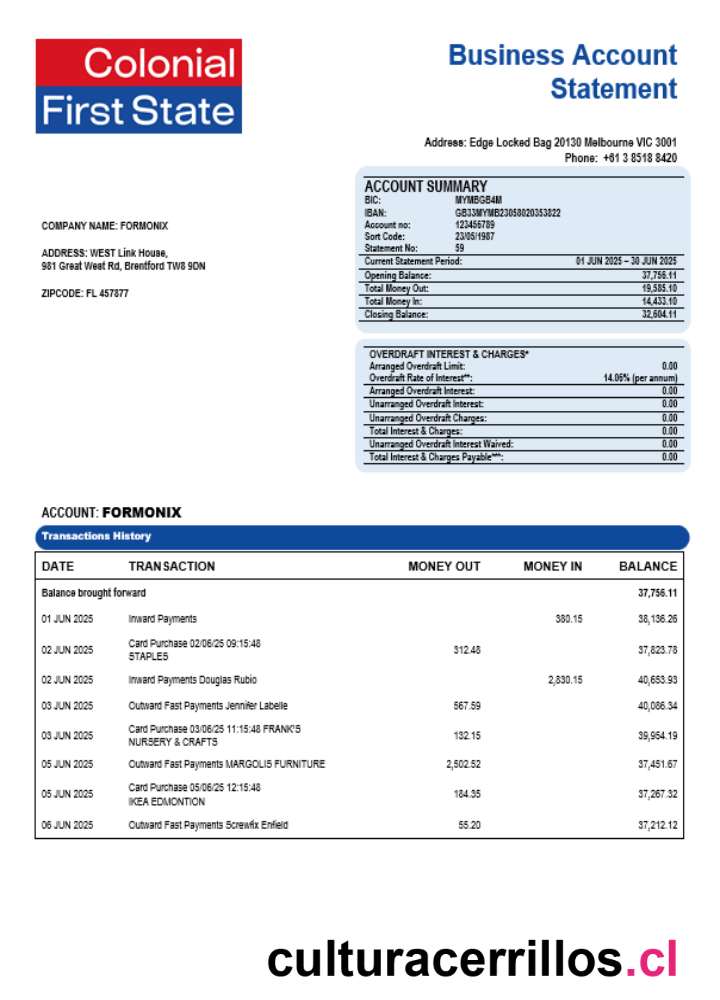 Colonial
First State
Business Account
Statement
Address: Edge Locked Bag 20130 Melbourne VIC 3001
Phone: +61 3 8518 8420
ACCOUNT SUMMARY
BIC: MYMBGB4M
IBAN: GB33MYMB23058020353822
Account no: 123456789
Sort Code: 23/05/1987
Statement No: 59
Current Statement Period: 01 JUN 2025 – 30 JUN 2025
Opening Balance: 37,756.11
Total Money Out: 19,585.10
Total Money In: 14,433.10
Closing Balance: 32,604.11
COMPANY NAME: FORMONIX
ADDRESS: WEST Link House,
981 Great West Rd, Brentford TW8 9DN
ZIPCODE: FL 457877
OVERDRAFT INTEREST & CHARGES*
Arranged Overdraft Limit: 0.00
Overdraft Rate of Interest**: 14.05% (per annum)
Arranged Overdraft Interest: 0.00
Unarranged Overdraft Interest: 0.00
Unarranged Overdraft Charges: 0.00
Total Interest & Charges: 0.00
Unarranged Overdraft Interest Waived: 0.00
Total Interest & Charges Payable***: 0.00
ACCOUNT: FORMONIX
Transactions History
DATE TRANSACTION MONEY OUT MONEY IN BALANCE
Balance brought forward 37,756.11
01 JUN 2025 Inward Payments 380.15 38,136.26
02 JUN 2025 Card Purchase 02/06/25 09:15:48 312.48 37,823.78
STAPLES
02 JUN 2025 Inward Payments Douglas Rubio 2,830.15 40,653.93
03 JUN 2025 Outward Fast Payments Jennifer Labelle 567.59 40,086.34
03 JUN 2025 Card Purchase 03/06/25 11:15:48 FRANK'S 132.15 39,954.19
NURSERY & CRAFTS
05 JUN 2025 Outward Fast Payments MARGOLIS FURNITURE 2,502.52 37,451.67
05 JUN 2025 Card Purchase 05/06/25 12:15:48 184.35 37,267.32
IKEA EDMONTION
06 JUN 2025 Outward Fast Payments Screwfix Enfield 55.20 37,212.12
culturacerrillos.cl